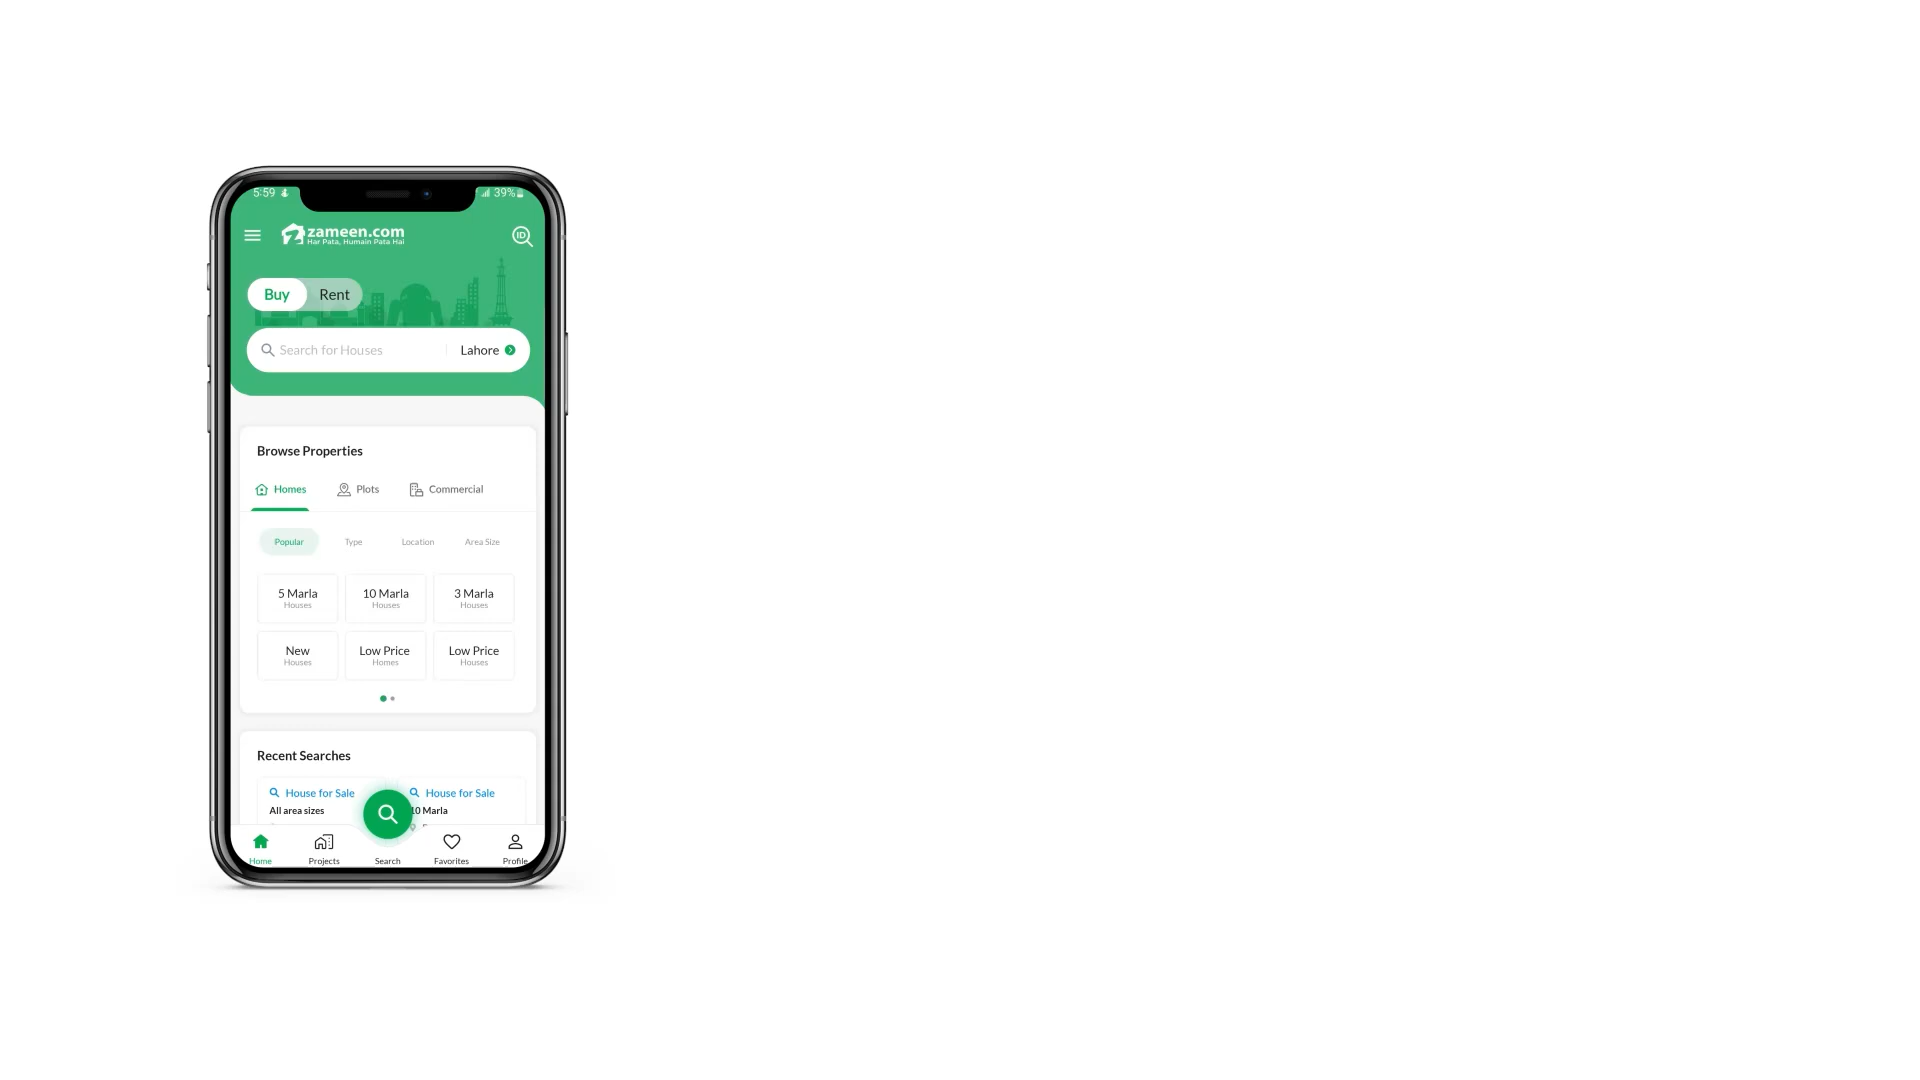 5:59
39%
zameen.com
Har Pata, Humain Pata Hai
ID
Buy Rent
Search for Houses Lahore
Browse Properties
Homes Plots Commercial
Popular Type Location Area Size
5 Marla 10 Marla 3 Marla
Houses Houses Houses
New Low Price Low Price
Houses Homes Houses
Recent Searches
House for Sale House for Sale
All area sizes 10 Marla
Home Projects Search Favorites Profile